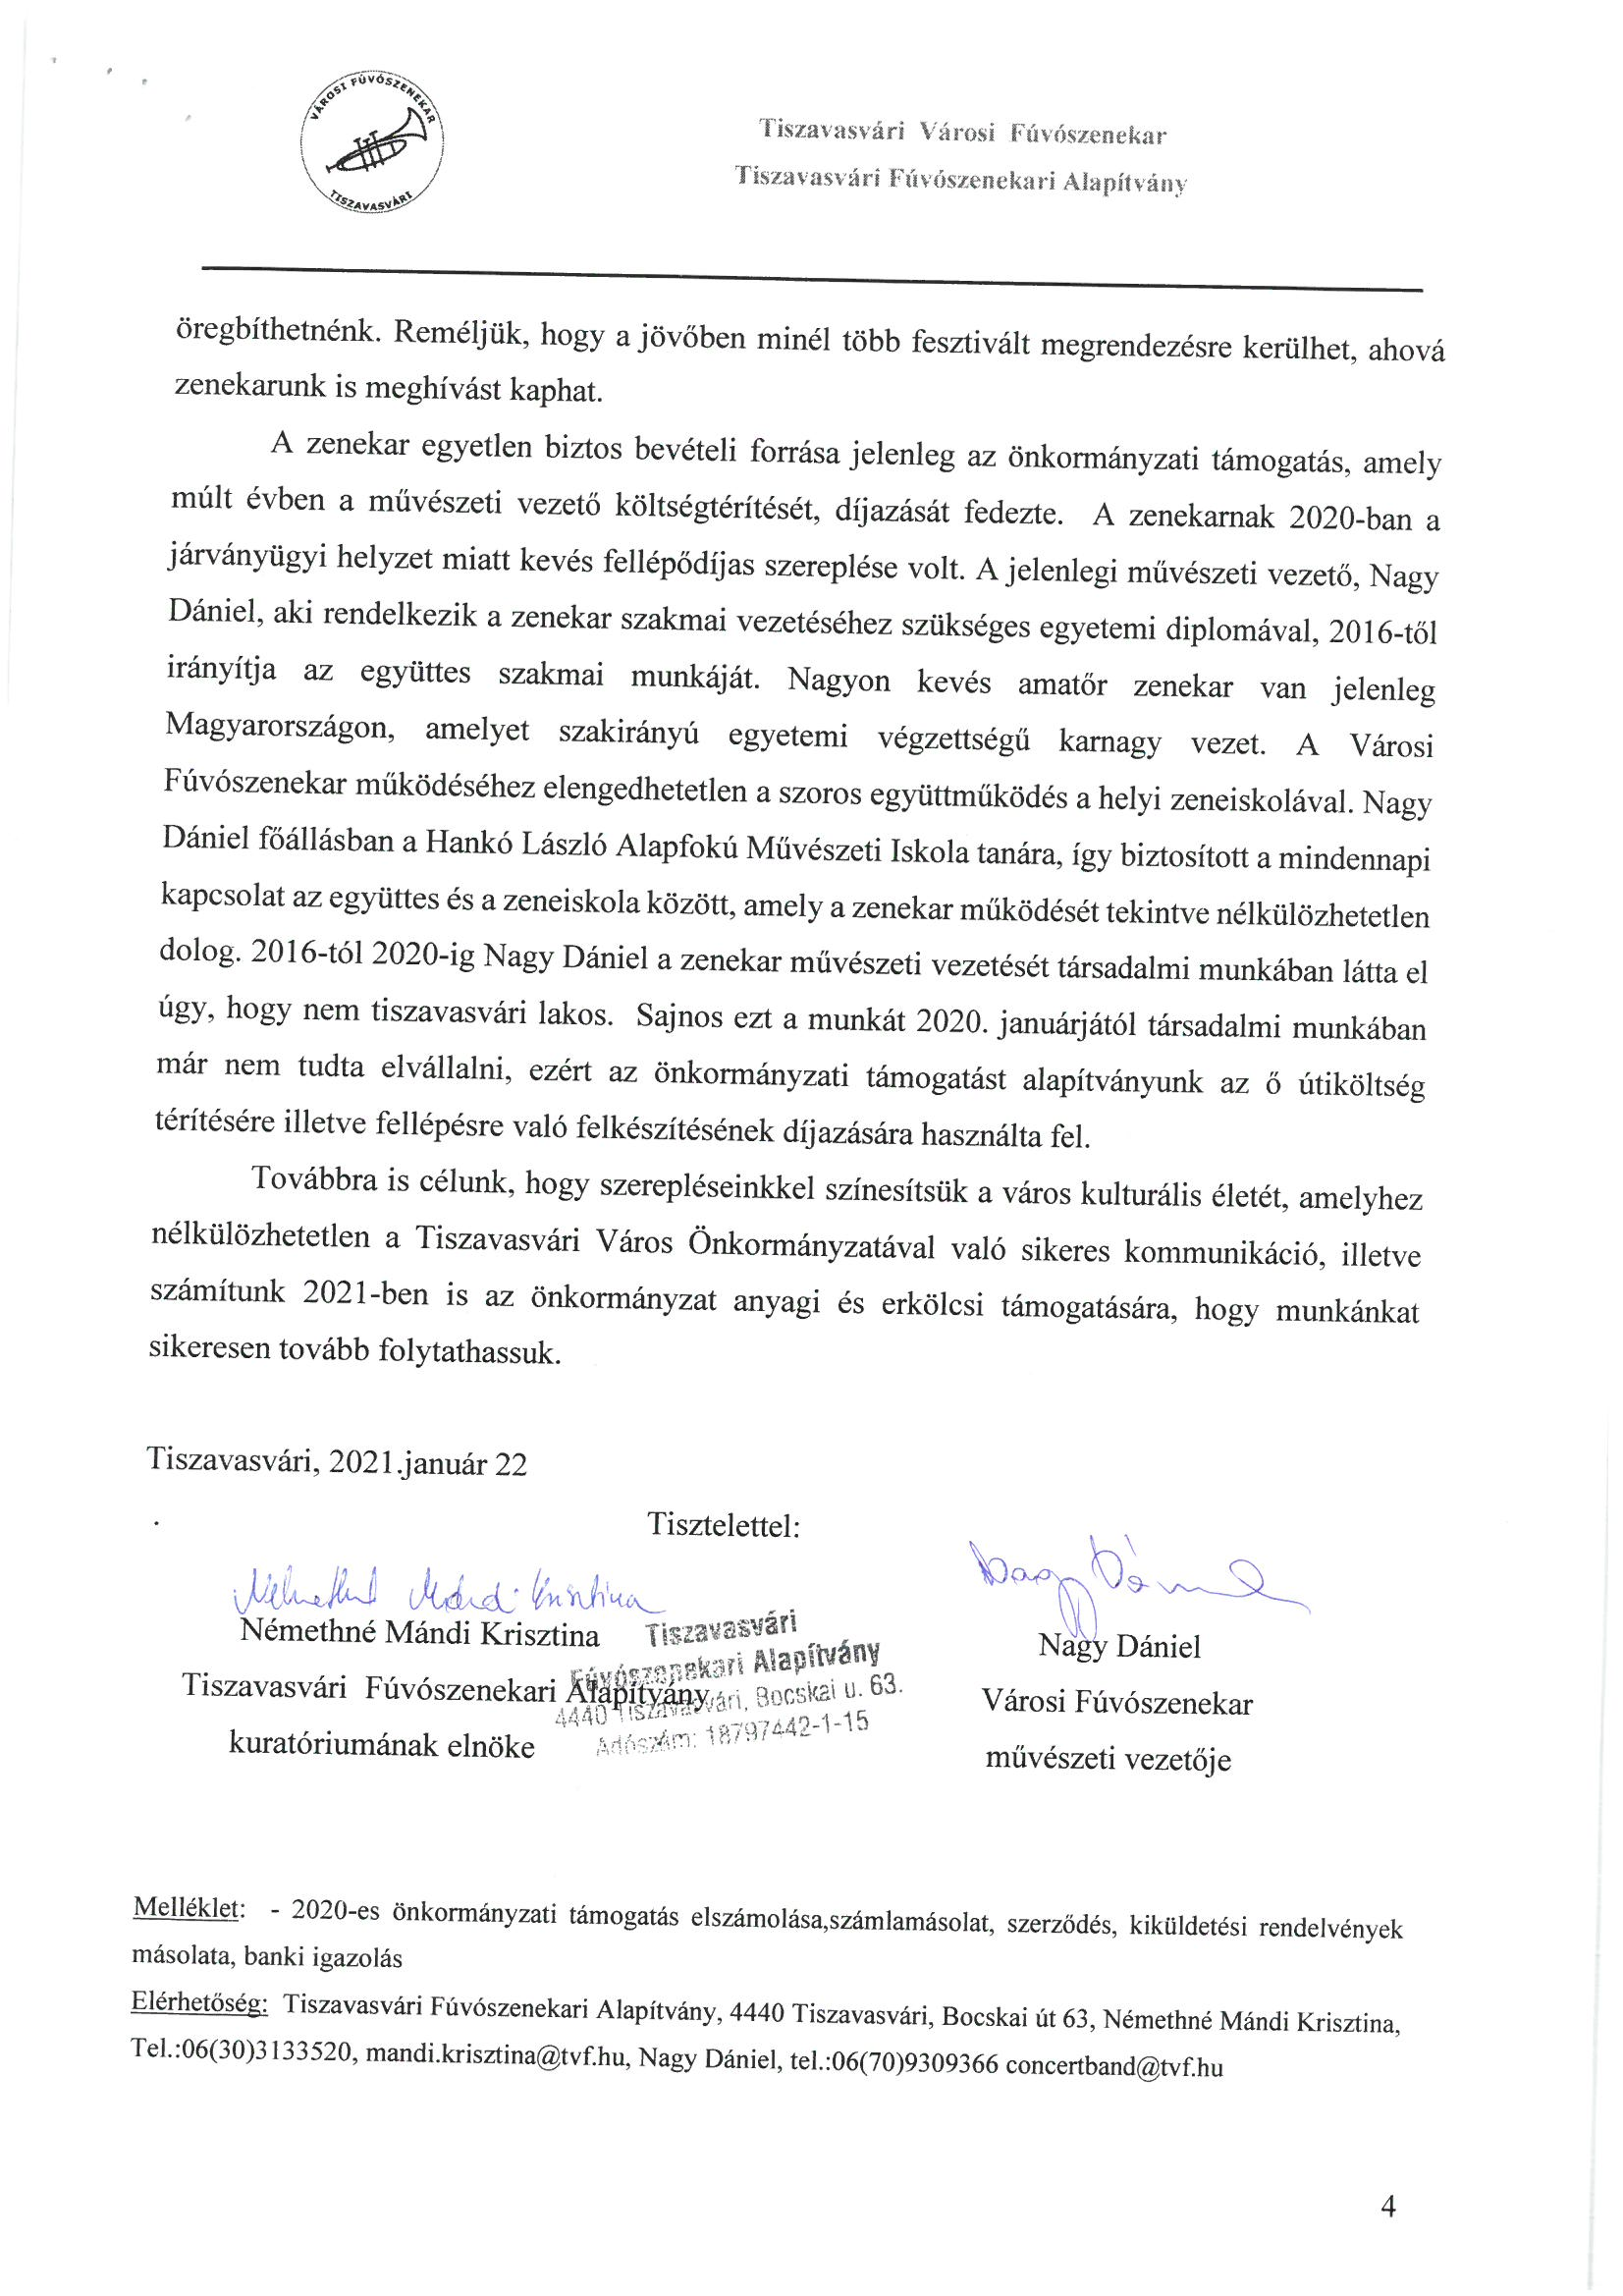 VÁROSI FÚVÓSZENEKAR
TISZAVASVÁRI
Tiszavasvári Városi Fúvószenekar
Tiszavasvári Fúvószenekari Alapítvány
öregbíthetnénk. Reméljük, hogy a jövőben minél több fesztivált megrendezésre kerülhet, ahová
zenekarunk is meghívást kaphat.
A zenekar egyetlen biztos bevételi forrása jelenleg az önkormányzati támogatás, amely
múlt évben a művészeti vezető költségtérítését, díjazását fedezte. A zenekarnak 2020-ban a
járványügyi helyzet miatt kevés fellépődíjas szereplése volt. A jelenlegi művészeti vezető, Nagy
Dániel, aki rendelkezik a zenekar szakmai vezetéséhez szükséges egyetemi diplomával, 2016-től
irányítja az együttes szakmai munkáját. Nagyon kevés amatőr zenekar van jelenleg
Magyarországon, amelyet szakirányú egyetemi végzettségű karnagy vezet. A Városi
Fúvószenekar működéséhez elengedhetetlen a szoros együttműködés a helyi zeneiskolával. Nagy
Dániel főállásban a Hankó László Alapfokú Művészeti Iskola tanára, így biztosított a mindennapi
kapcsolat az együttes és a zeneiskola között, amely a zenekar működését tekintve nélkülözhetetlen
dolog. 2016-tól 2020-ig Nagy Dániel a zenekar művészeti vezetését társadalmi munkában látta el
úgy, hogy nem tiszavasvári lakos. Sajnos ezt a munkát 2020. januárjától társadalmi munkában
már nem tudta elvállalni, ezért az önkormányzati támogatást alapítványunk az ő útiköltség
térítésére illetve fellépésre való felkészítésének díjazására használta fel.
Továbbra is célunk, hogy szerepléseinkkel színesítsük a város kulturális életét, amelyhez
nélkülözhetetlen a Tiszavasvári Város Önkormányzatával való sikeres kommunikáció, illetve
számítunk 2021-ben is az önkormányzat anyagi és erkölcsi támogatására, hogy munkánkat
sikeresen tovább folytathassuk.
Tiszavasvári, 2021.január 22
.
Tisztelettel:
Némethné Mándi Krisztina
Nagy Dániel
Némethné Mándi Krisztina
Tiszavasvári Fúvószenekari Alapítvány
kuratóriumának elnöke
Tiszavasvári
Fúvószenekari Alapítvány
4440 Tiszavasvári, Bocskai u. 63.
Adószám: 18797442-1-15
Nagy Dániel
Városi Fúvószenekar
művészeti vezetője
Melléklet: - 2020-es önkormányzati támogatás elszámolása,számlamásolat, szerződés, kiküldetési rendelvények
másolata, banki igazolás
Elérhetőség: Tiszavasvári Fúvószenekari Alapítvány, 4440 Tiszavasvári, Bocskai út 63, Némethné Mándi Krisztina,
Tel.:06(30)3133520, mandi.krisztina@tvf.hu, Nagy Dániel, tel.:06(70)9309366 concertband@tvf.hu
4